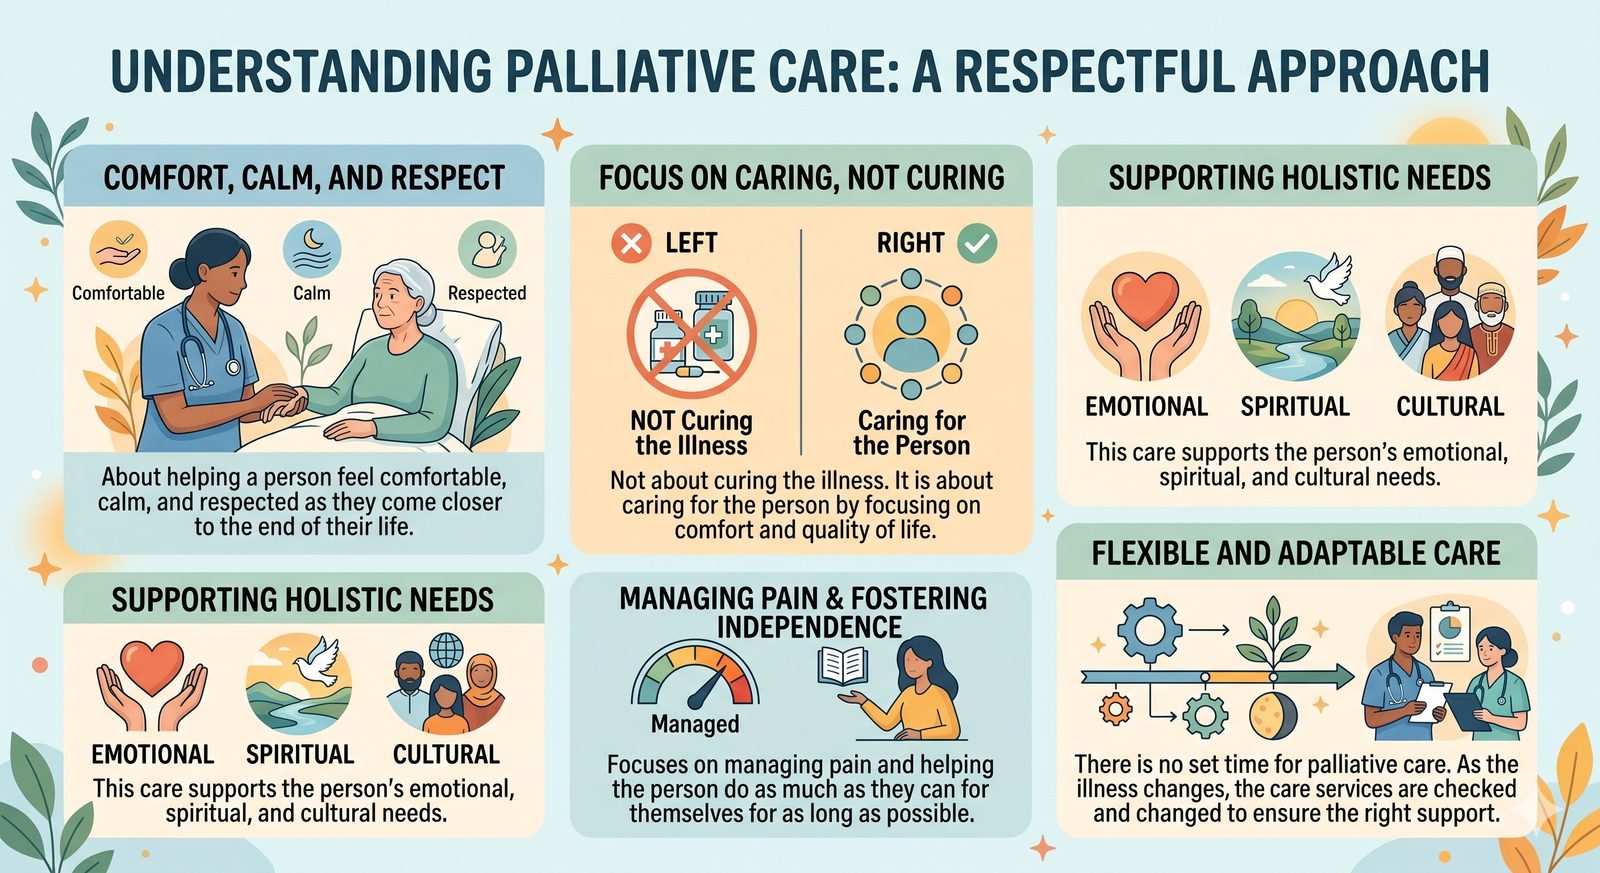 UNDERSTANDING PALLIATIVE CARE: A RESPECTFUL APPROACH
COMFORT, CALM, AND RESPECT
Comfortable
Calm
Respected
About helping a person feel comfortable,
calm, and respected as they come closer
to the end of their life.
FOCUS ON CARING, NOT CURING
LEFT
RIGHT
NOT Curing
the Illness
Caring for
the Person
Not about curing the illness. It is about
caring for the person by focusing on
comfort and quality of life.
SUPPORTING HOLISTIC NEEDS
EMOTIONAL
SPIRITUAL
CULTURAL
This care supports the person's emotional,
spiritual, and cultural needs.
SUPPORTING HOLISTIC NEEDS
EMOTIONAL
SPIRITUAL
CULTURAL
This care supports the person's emotional,
spiritual, and cultural needs.
MANAGING PAIN & FOSTERING
INDEPENDENCE
Managed
Focuses on managing pain and helping
the person do as much as they can for
themselves for as long as possible.
FLEXIBLE AND ADAPTABLE CARE
There is no set time for palliative care. As the
illness changes, the care services are checked
and changed to ensure the right support.